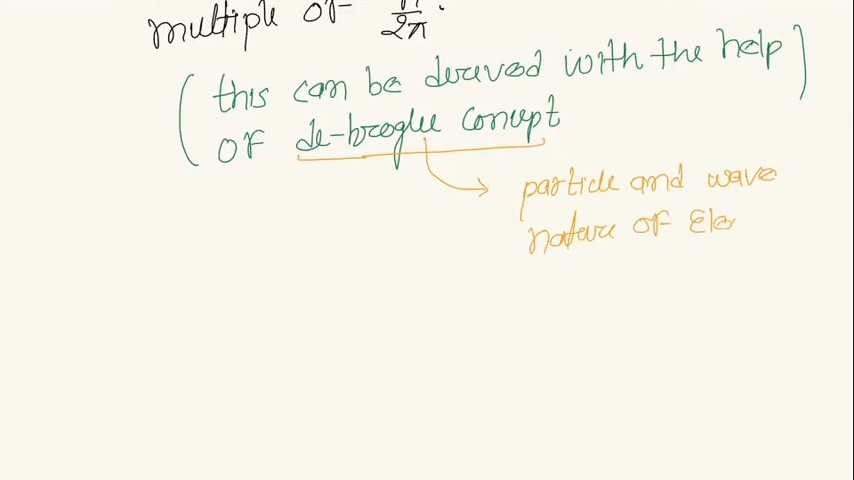 multiple of h/2π.
(this can be derived with the help)
of de-broglie concept
particle and wave
nature of Ele